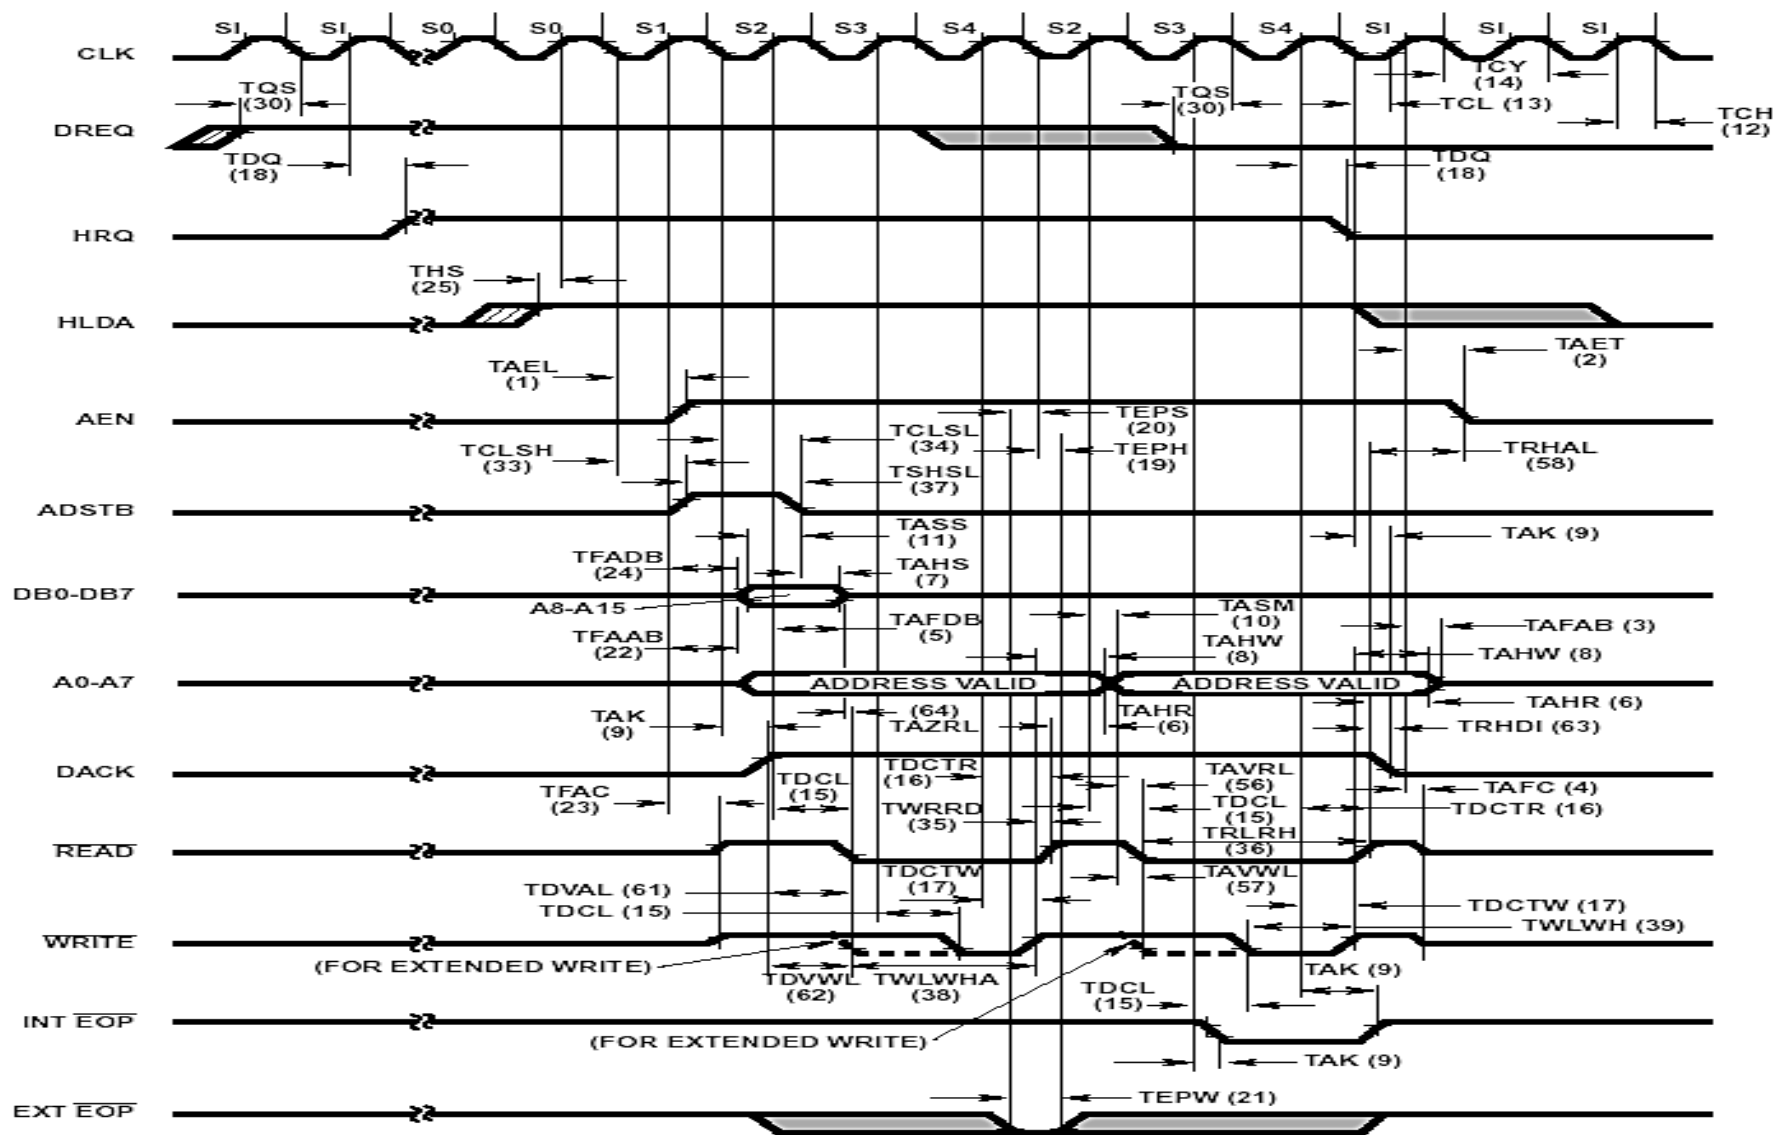 SI SI S0 S0 S1 S2 S3 S4 S2 S3 S4 SI SI SI
CLK
TCY
(14)
TQS
(30)
TQS
(30)
TCL (13)
TCH
(12)
DREQ
TDQ
(18)
TDQ
(18)
HRQ
THS
(25)
HLDA
TAET
(2)
TAEL
(1)
AEN
TEPS
(20)
TCLSL
(34)
TCLSH
(33)
TEPH
(19)
TRHAL
(58)
TSHSL
(37)
ADSTB
TASS
(11)
TAK (9)
TFADB
(24)
TAHS
(7)
DB0-DB7
A8-A15
TASM
(10)
TAFDB
(5)
TAFAB (3)
TFAAB
(22)
TAHW
(8)
TAHW (8)
A0-A7
ADDRESS VALID ADDRESS VALID
TAHR (6)
TAK
(9)
(64)
TAZRL
TAHR
(6)
TRHDI (63)
DACK
TDCTR
(16)
TAVRL
(56)
TDCL
(15)
TFAC
(23)
TAFC (4)
TWRRD
(35)
TDCL
(15)
TDCTR (16)
TRLRH
(36)
READ
TDCTW
(17)
TAVWL
(57)
TDVAL (61)
TDCL (15)
TDCTW (17)
TWLWH (39)
WRITE
(FOR EXTENDED WRITE)
TDVWL
(62)
TWLWHA
(38)
TDCL
(15)
TAK (9)
INT EOP
(FOR EXTENDED WRITE)
TAK (9)
TEPW (21)
EXT EOP